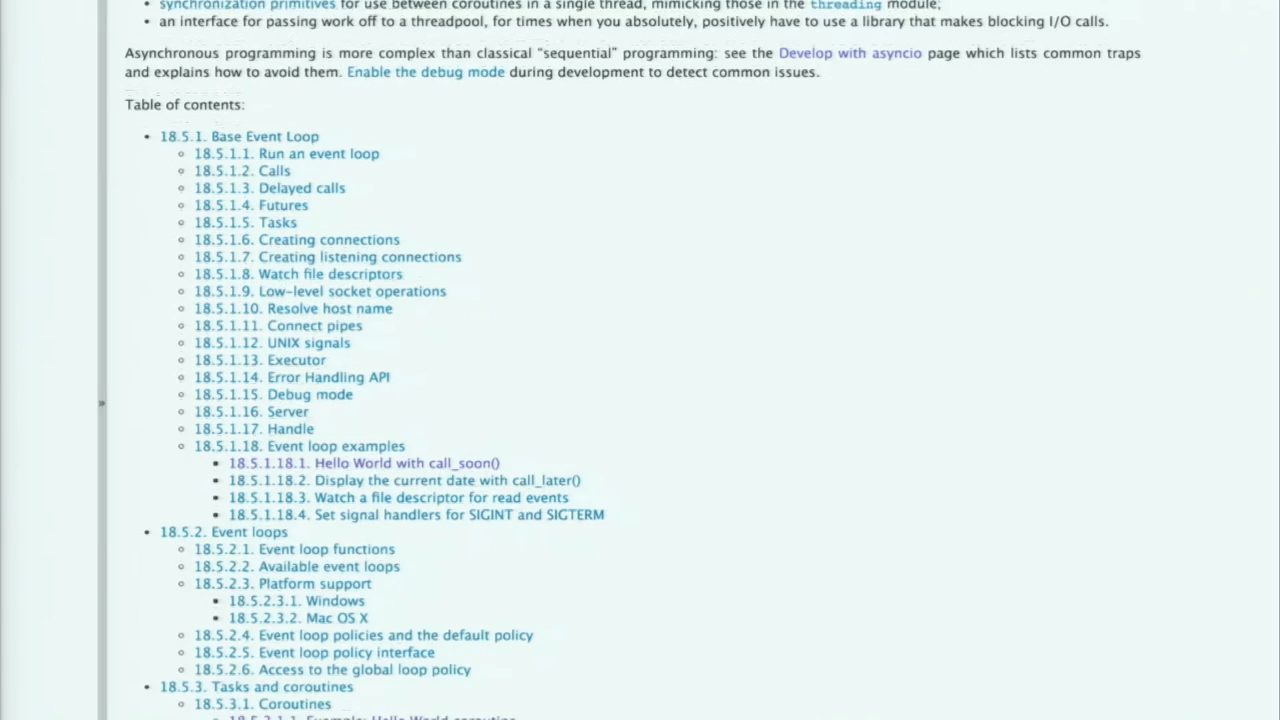 • synchronization primitives for use between coroutines in a single thread, mimicking those in the threading module;
• an interface for passing work off to a threadpool, for times when you absolutely, positively have to use a library that makes blocking I/O calls.
Asynchronous programming is more complex than classical “sequential” programming: see the Develop with asyncio page which lists common traps
and explains how to avoid them. Enable the debug mode during development to detect common issues.
Table of contents:
• 18.5.1. Base Event Loop
◦ 18.5.1.1. Run an event loop
◦ 18.5.1.2. Calls
◦ 18.5.1.3. Delayed calls
◦ 18.5.1.4. Futures
◦ 18.5.1.5. Tasks
◦ 18.5.1.6. Creating connections
◦ 18.5.1.7. Creating listening connections
◦ 18.5.1.8. Watch file descriptors
◦ 18.5.1.9. Low-level socket operations
◦ 18.5.1.10. Resolve host name
◦ 18.5.1.11. Connect pipes
◦ 18.5.1.12. UNIX signals
◦ 18.5.1.13. Executor
◦ 18.5.1.14. Error Handling API
◦ 18.5.1.15. Debug mode
◦ 18.5.1.16. Server
◦ 18.5.1.17. Handle
◦ 18.5.1.18. Event loop examples
▪ 18.5.1.18.1. Hello World with call_soon()
▪ 18.5.1.18.2. Display the current date with call_later()
▪ 18.5.1.18.3. Watch a file descriptor for read events
▪ 18.5.1.18.4. Set signal handlers for SIGINT and SIGTERM
• 18.5.2. Event loops
◦ 18.5.2.1. Event loop functions
◦ 18.5.2.2. Available event loops
◦ 18.5.2.3. Platform support
▪ 18.5.2.3.1. Windows
▪ 18.5.2.3.2. Mac OS X
◦ 18.5.2.4. Event loop policies and the default policy
◦ 18.5.2.5. Event loop policy interface
◦ 18.5.2.6. Access to the global loop policy
• 18.5.3. Tasks and coroutines
◦ 18.5.3.1. Coroutines
▪ 18.5.3.1.1. Example: Hello World coroutine
»